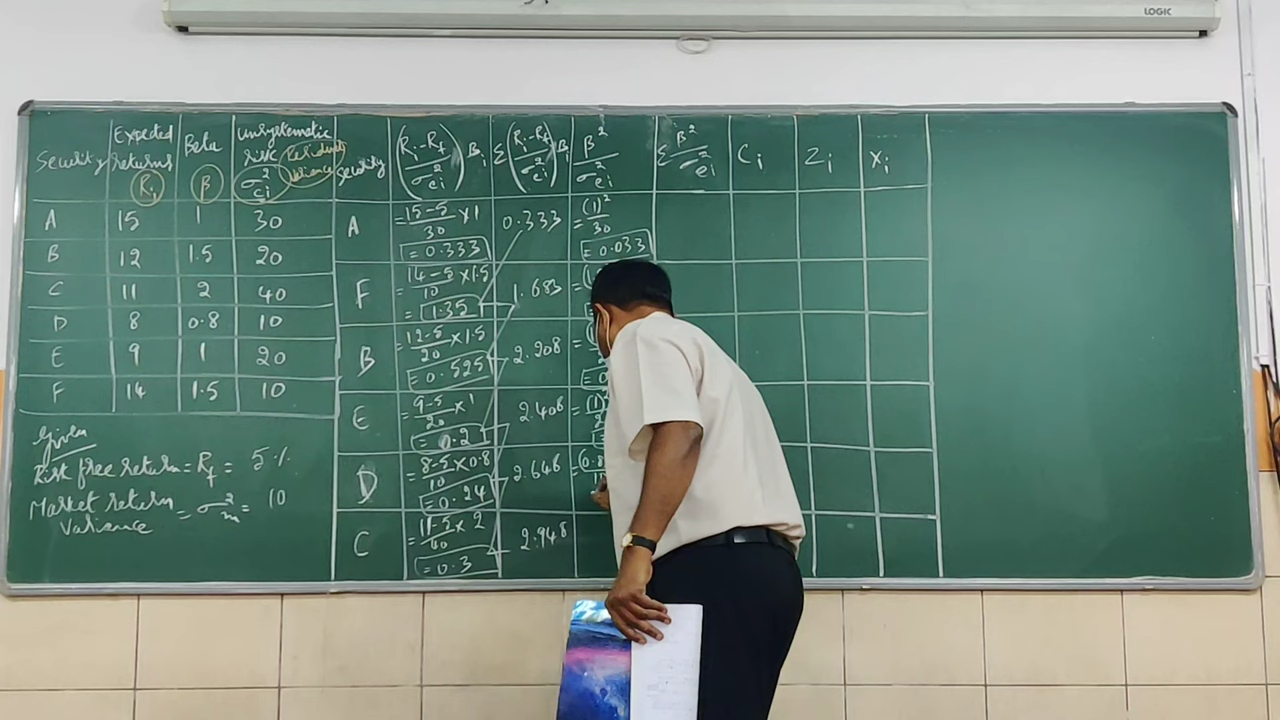 LOGIC
Security Expected returns Ri Beta β unsystematic risk σ²ei Residual variance
A 15 1 30
B 12 1.5 20
C 11 2 40
D 8 0.8 10
E 9 1 20
F 14 1.5 10
Given
Risk free return = Rf = 5%
Market return Variance = σ²m = 10
Security (Ri-Rf/σ²ei) Βi Σ(Ri-Rf/σ²ei) Βi β²/σ²ei Σβ²/σ²ei Ci Zi Xi
A = 15-5/30 x 1 0.333 = (1)²/30
= 0.333 = 0.033
F = 14-5/10 x 1.5 1.683
= 1.35
B = 12-5/20 x 1.5 2.208
= 0.525
E = 9-5/20 x 1 2.408 = (1)²
= 0.2
D = 8-5/10 x 0.8 2.648 = (0.8
= 0.24
C = 11-5/40 x 2 2.948
= 0.3